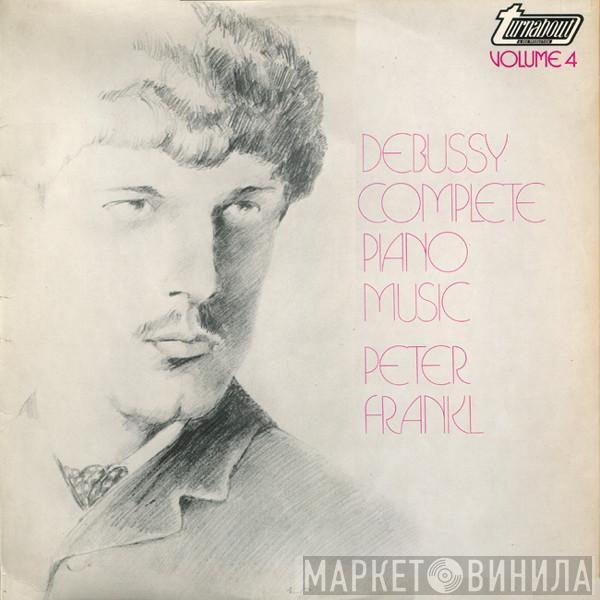 turnabout
VOLUME 4
DEBUSSY
COMPLETE
PIANO
MUSIC
PETER
FRANKL
МАРКЕТ ВИНИЛА